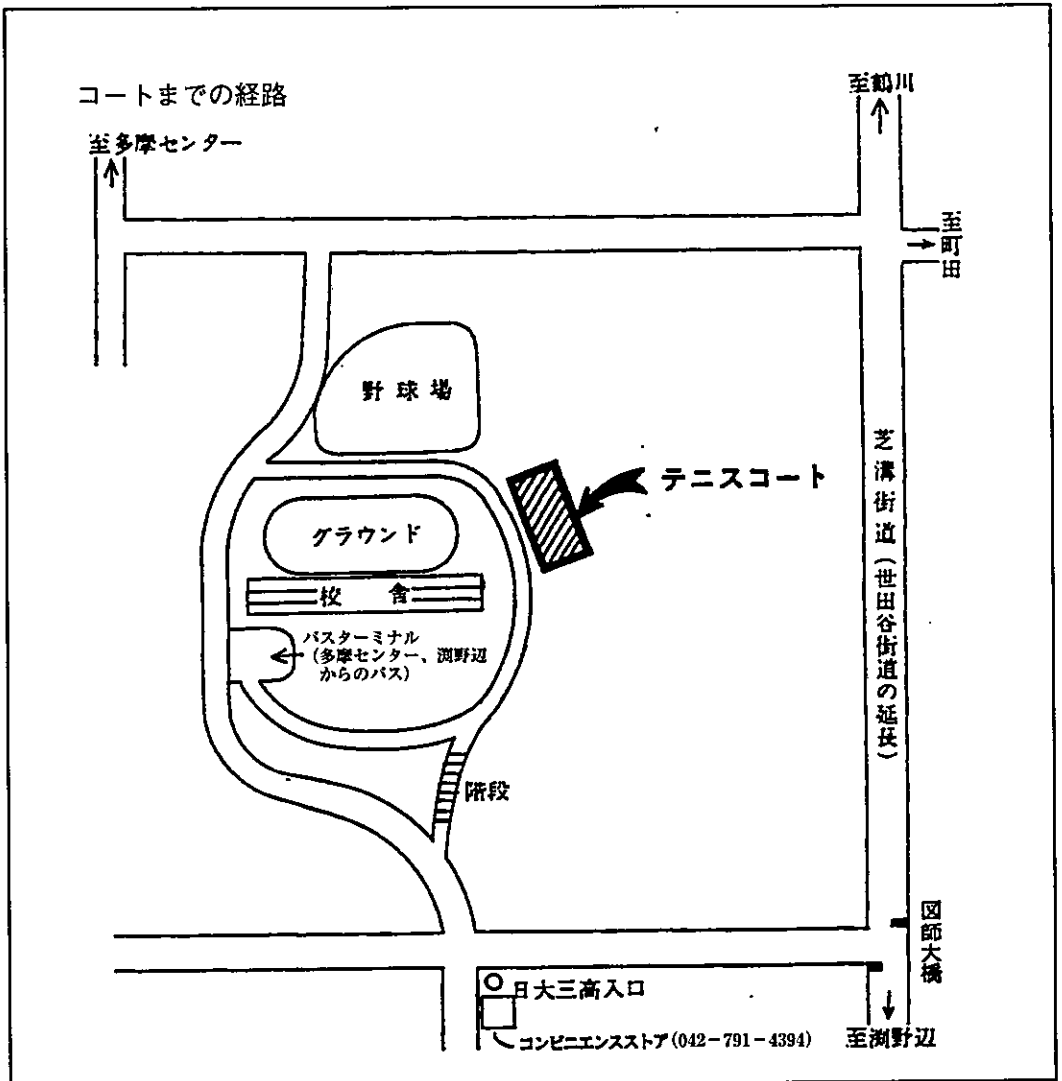 コートまでの経路
至鶴川
至多摩センター
至町田
野球場
テニスコート
芝溝街道(世田谷街道の延長)
グラウンド
校舎
バスターミナル
(多摩センター、淵野辺
からのバス)
階段
図師大橋
日大三高入口
コンビニエンスストア(042-791-4394)
至淵野辺